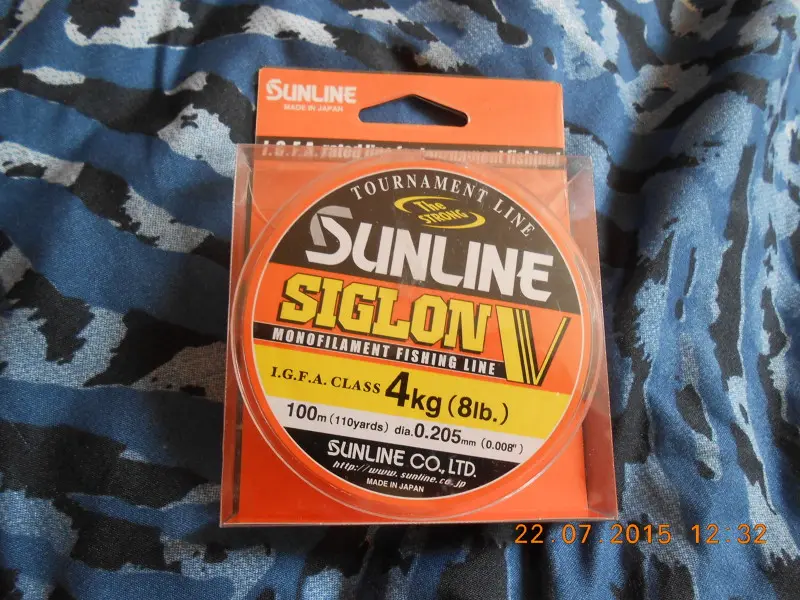 SUNLINE
MADE IN JAPAN
I.G.F.A. rated line for tournament fishing!
TOURNAMENT LINE
The STRONG
SUNLINE
SIGLON V
MONOFILAMENT FISHING LINE
I.G.F.A. CLASS 4kg (8lb.)
100m (110yards) dia.0.205mm (0.008")
SUNLINE CO., LTD.
http://www.sunline.co.jp
MADE IN JAPAN
22.07.2015 12:32